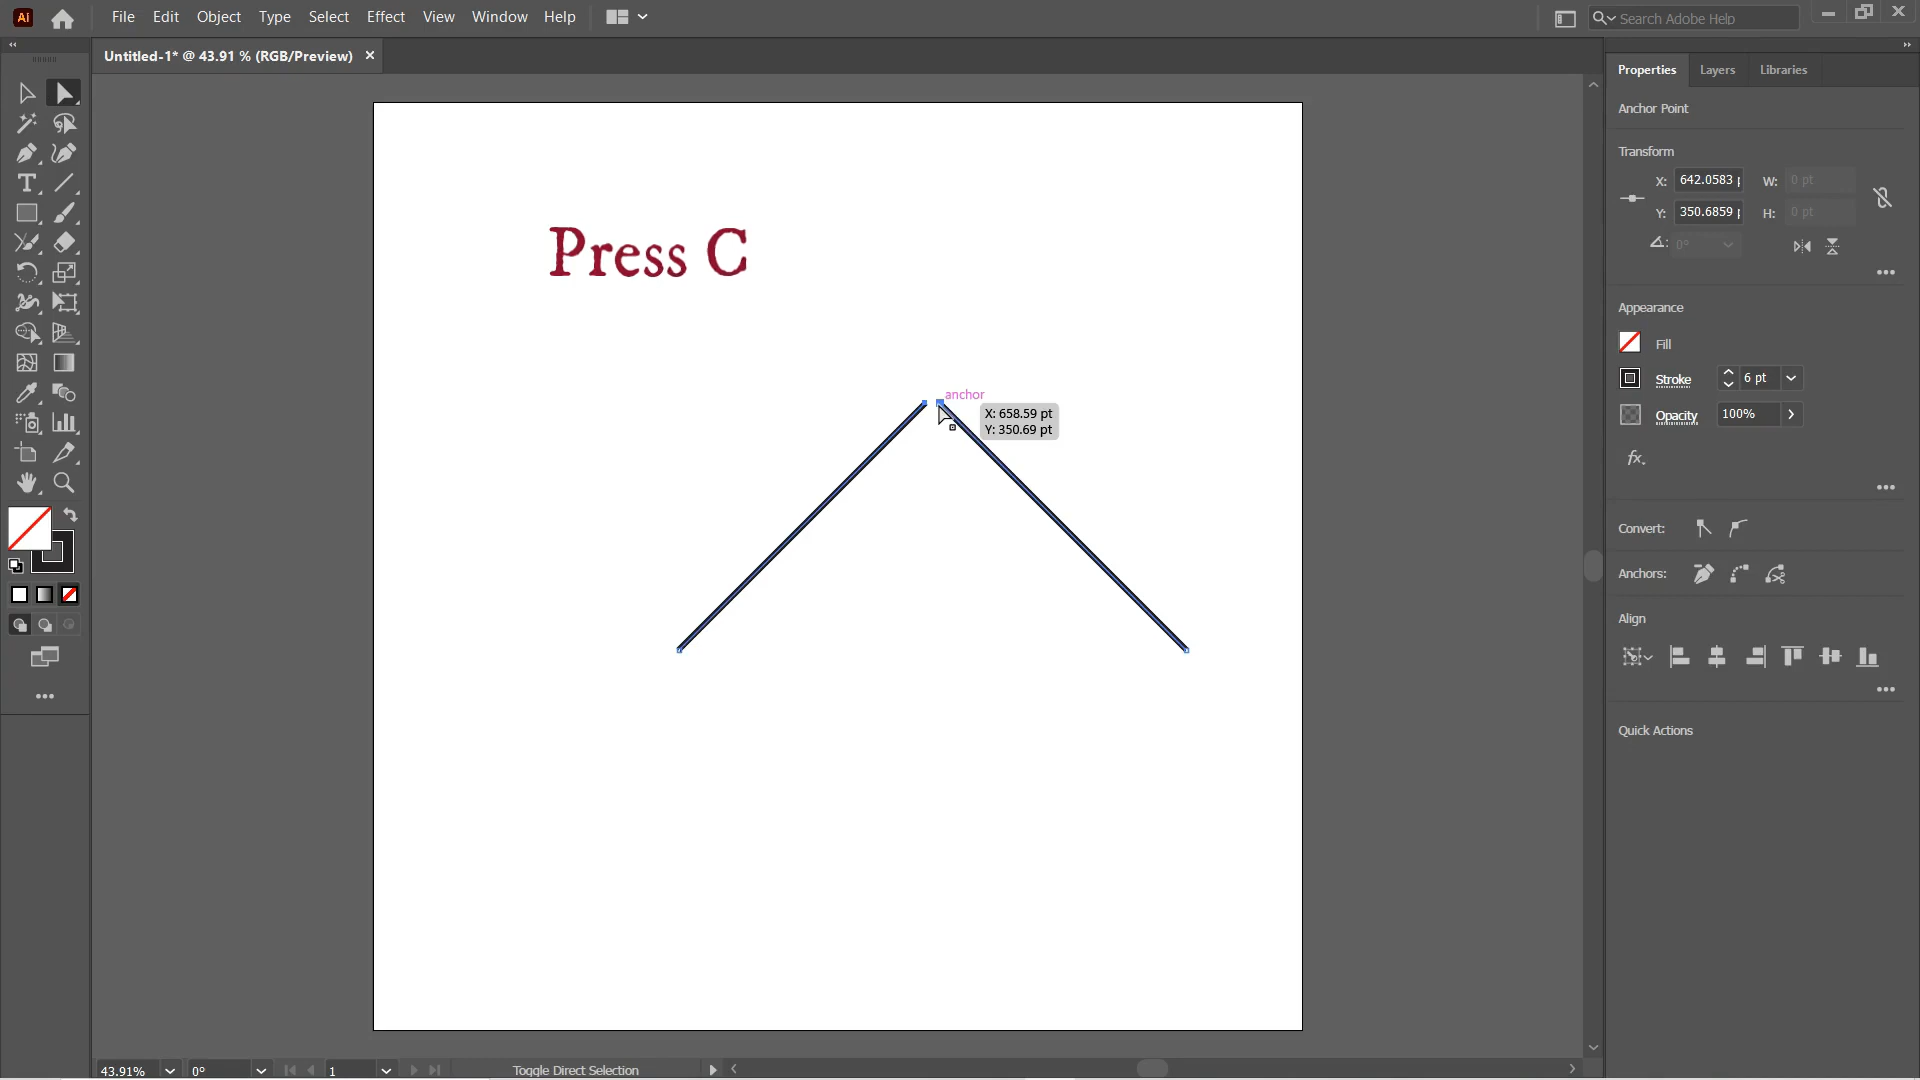 Ai File Edit Object Type Select Effect View Window Help Search Adobe Help
Untitled-1* @ 43.91 % (RGB/Preview) ×
Properties Layers Libraries
Anchor Point
Transform
X: 642.0583 W: 0 pt
Y: 350.6859 H: 0 pt
0°
Appearance
Fill
Stroke 6 pt
Opacity 100%
fx.
Convert:
Anchors:
Align
Quick Actions
Press C
anchor
X: 658.59 pt
Y: 350.69 pt
43.91% 0° 1 Toggle Direct Selection